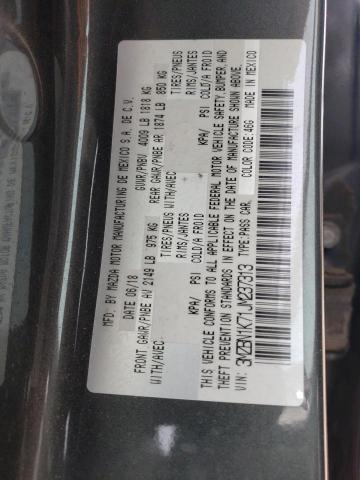 MFD. BY MAZDA MOTOR MANUFACTURING DE MEXICO S.A. DE C.V.
DATE 06/18 GVWR/PNBV 4009 LB 1818 KG
FRONT GAWR/PNBE AV 2149 LB 975 KG REAR GAWR/PNBE AR 1874 LB 850 KG
WITH/AVEC TIRES/PNEUS WITH/AVEC TIRES/PNEUS
RIMS/JANTES RIMS/JANTES
KPA/ PSI COLD/A FROID KPA/ PSI COLD/A FROID
THIS VEHICLE CONFORMS TO ALL APPLICABLE FEDERAL MOTOR VEHICLE SAFETY, BUMPER, AND
THEFT PREVENTION STANDARDS IN EFFECT ON THE DATE OF MANUFACTURE SHOWN ABOVE.
3MZBN1K71JM237313 TYPE: PASS CAR COLOR CODE: 46G MADE IN MEXICO